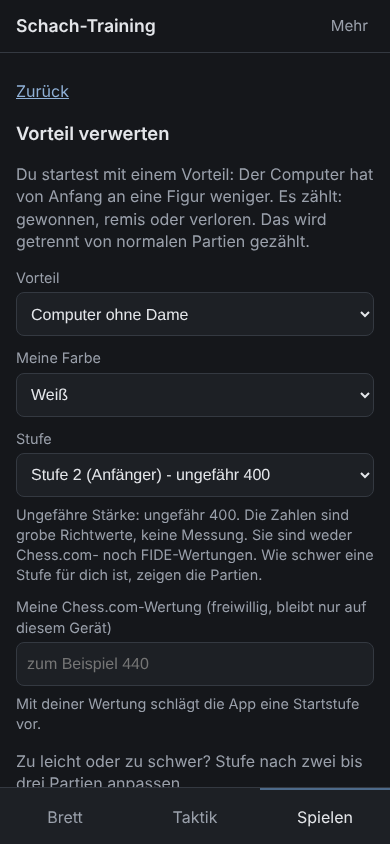 Schach-Training
Mehr
Zurück
Vorteil verwerten
Du startest mit einem Vorteil: Der Computer hat
von Anfang an eine Figur weniger. Es zählt:
gewonnen, remis oder verloren. Das wird
getrennt von normalen Partien gezählt.
Vorteil
Computer ohne Dame
Meine Farbe
Weiß
Stufe
Stufe 2 (Anfänger) - ungefähr 400
Ungefähre Stärke: ungefähr 400. Die Zahlen sind
grobe Richtwerte, keine Messung. Sie sind weder
Chess.com- noch FIDE-Wertungen. Wie schwer eine
Stufe für dich ist, zeigen die Partien.
Meine Chess.com-Wertung (freiwillig, bleibt nur auf
diesem Gerät)
zum Beispiel 440
Mit deiner Wertung schlägt die App eine Startstufe
vor.
Zu leicht oder zu schwer? Stufe nach zwei bis
drei Partien anpassen
Brett
Taktik
Spielen